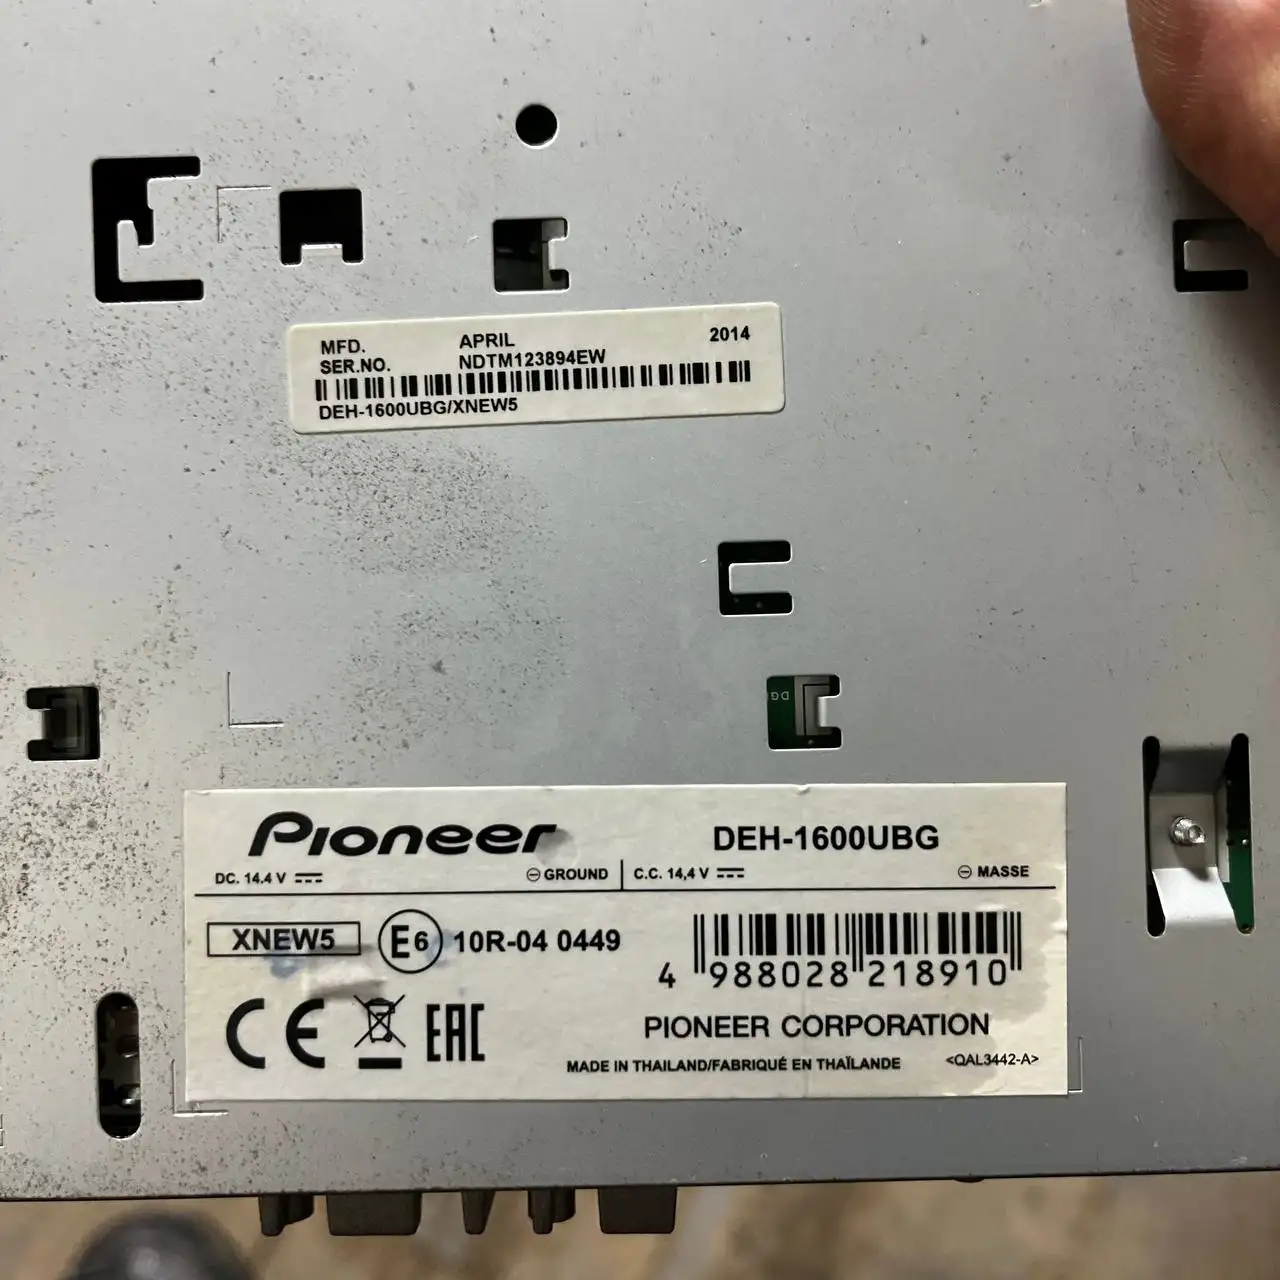 MFD. APRIL 2014
SER.NO. NDTM123894EW
DEH-1600UBG/XNEW5
DG
Pioneer DEH-1600UBG
DC. 14.4 V ⊖ GROUND C.C. 14,4 V ⊖ MASSE
XNEW5 E6 10R-04 0449
4 988028 218910
CE EAC
PIONEER CORPORATION
MADE IN THAILAND/FABRIQUÉ EN THAÏLANDE <QAL3442-A>